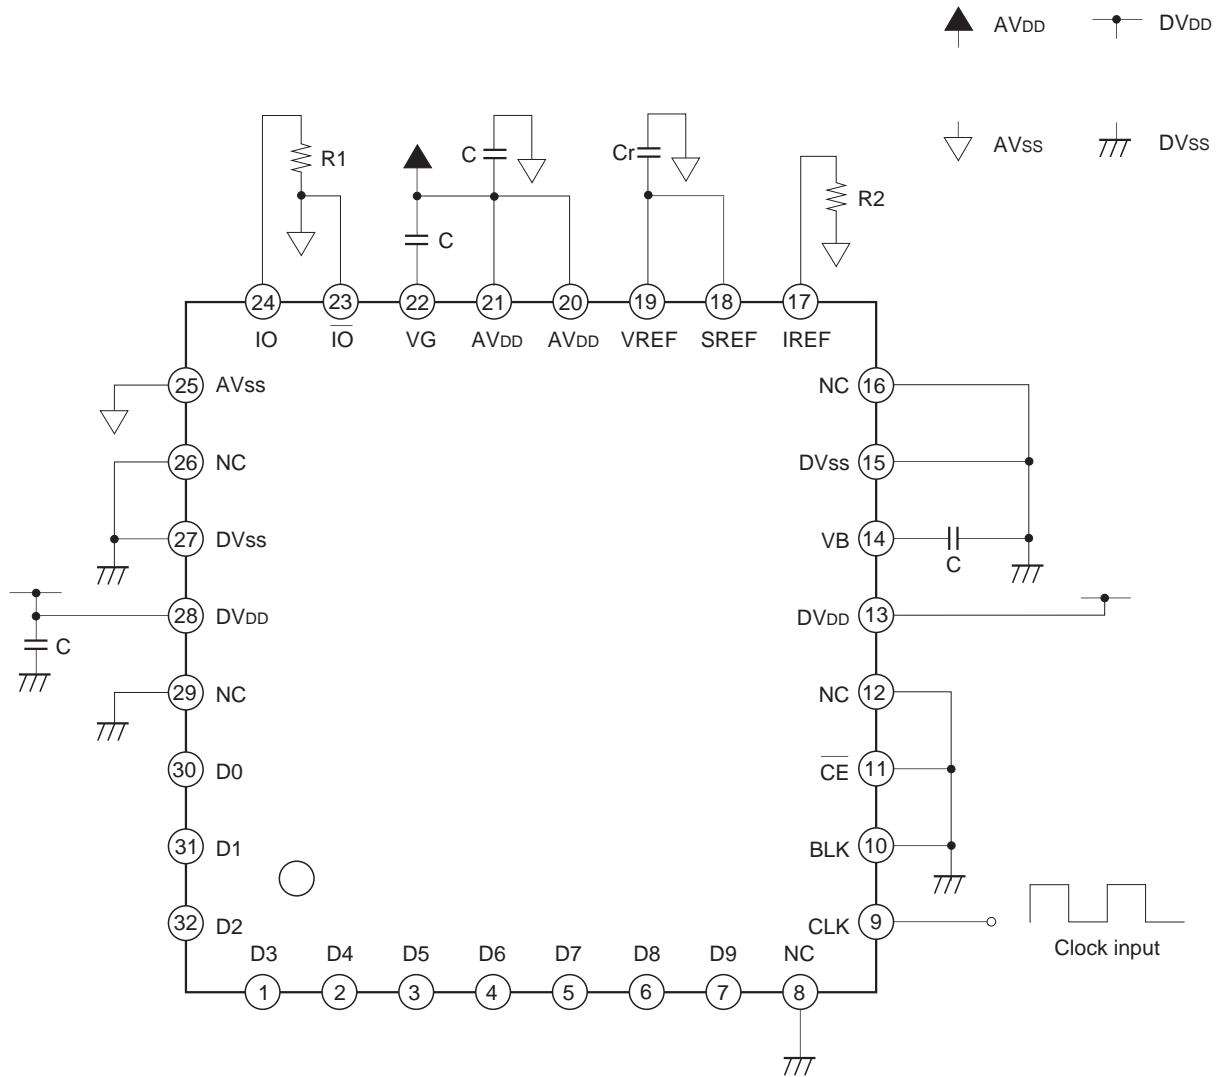 AVDD DVDD
AVss DVss
R1 C Cr R2
C
24 23 22 21 20 19 18 17
IO IO VG AVDD AVDD VREF SREF IREF
25 AVss NC 16
26 NC DVss 15
27 DVss VB 14
C
28 DVDD DVDD 13
C
29 NC NC 12
30 D0 CE 11
31 D1 BLK 10
32 D2 CLK 9
Clock input
D3 D4 D5 D6 D7 D8 D9 NC
1 2 3 4 5 6 7 8